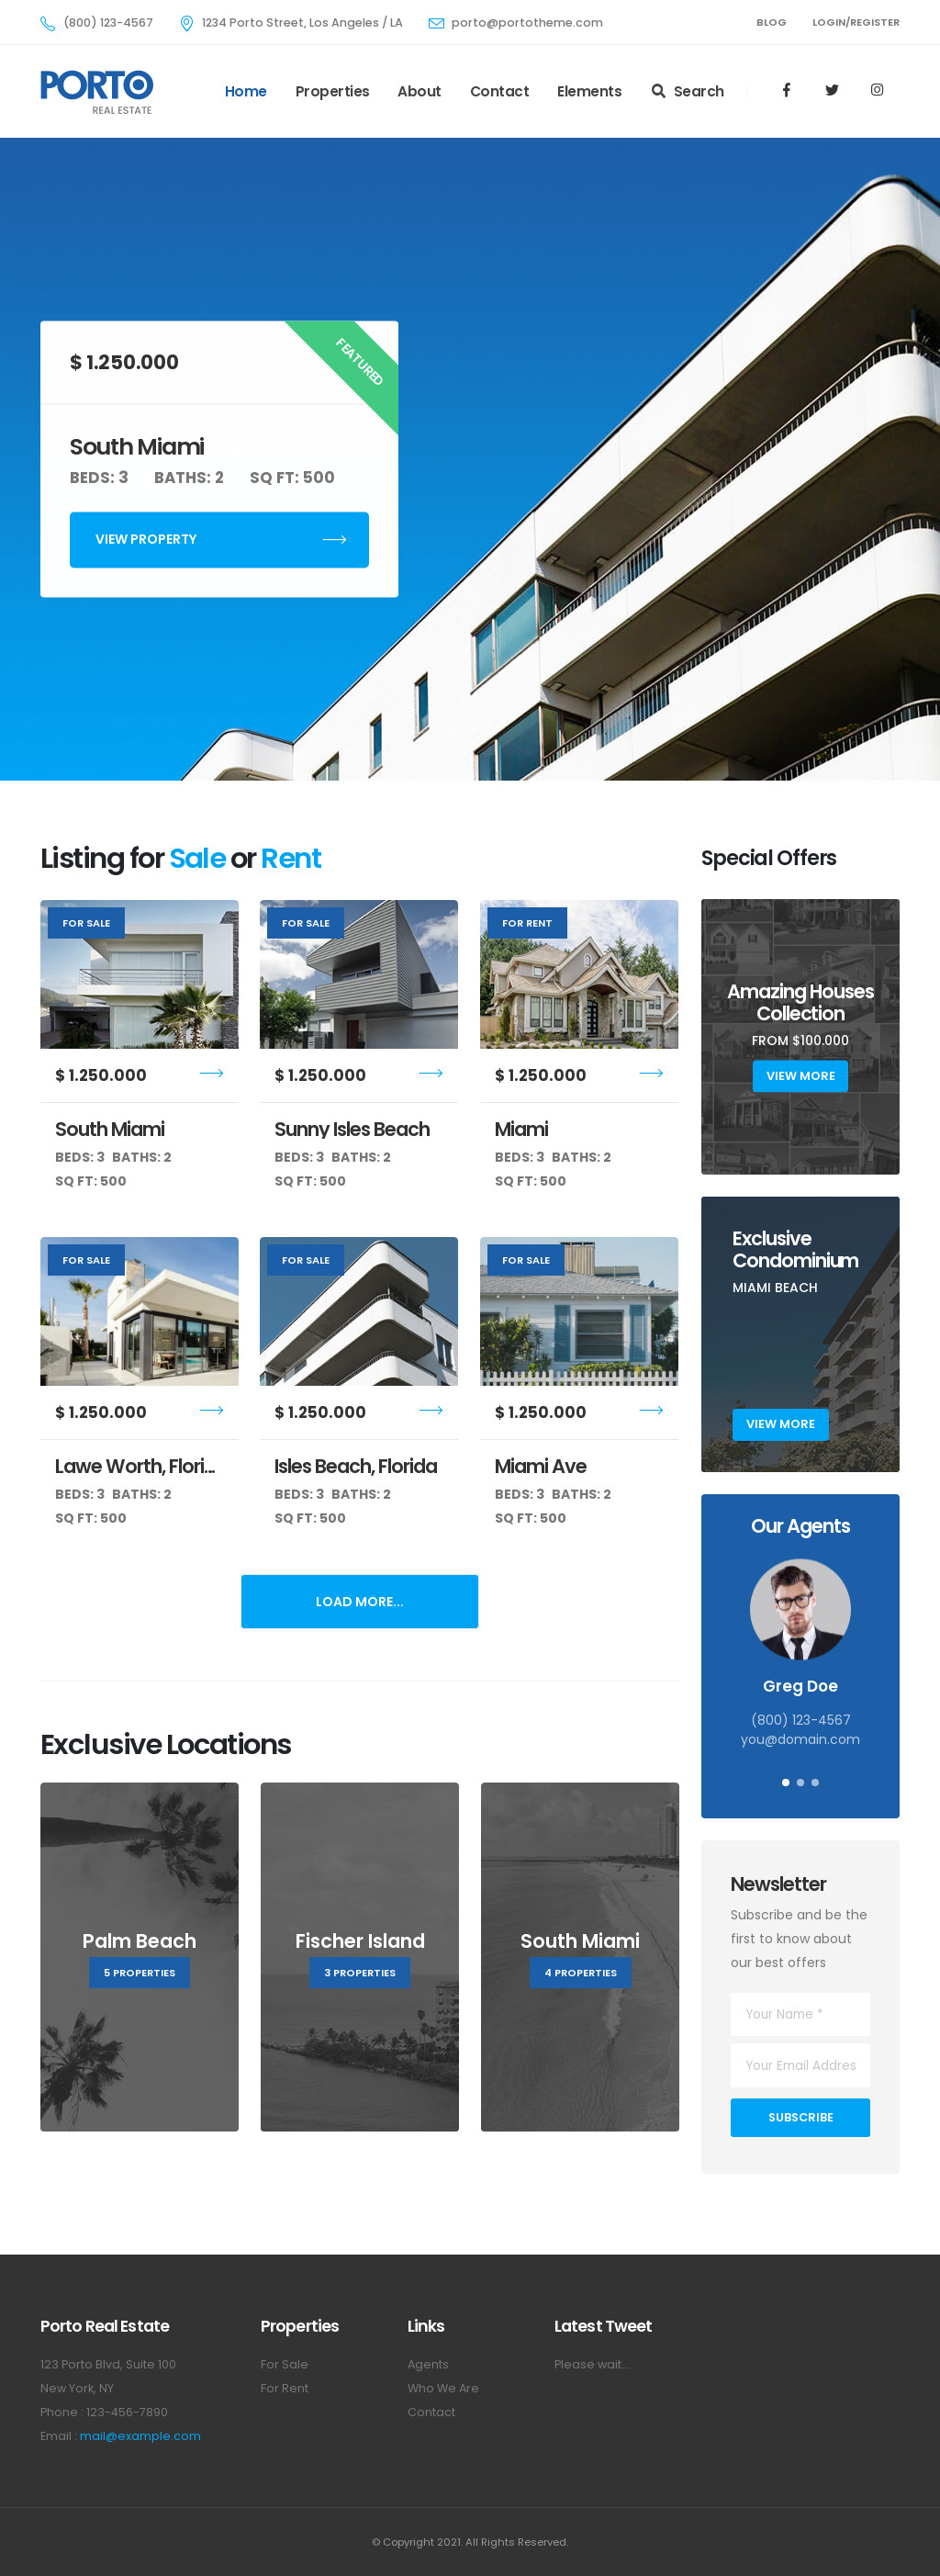 (800) 123-4567
1234 Porto Street, Los Angeles / LA
porto@portotheme.com
BLOG
LOGIN/REGISTER
PORTO
REAL ESTATE
Home
Properties
About
Contact
Elements
Search
$ 1.250.000
FEATURED
South Miami
BEDS: 3 BATHS: 2 SQ FT: 500
VIEW PROPERTY
Listing for Sale or Rent
FOR SALE
$ 1.250.000
South Miami
BEDS: 3 BATHS: 2
SQ FT: 500
FOR SALE
$ 1.250.000
Sunny Isles Beach
BEDS: 3 BATHS: 2
SQ FT: 500
FOR RENT
$ 1.250.000
Miami
BEDS: 3 BATHS: 2
SQ FT: 500
FOR SALE
$ 1.250.000
Lawe Worth, Flori...
BEDS: 3 BATHS: 2
SQ FT: 500
FOR SALE
$ 1.250.000
Isles Beach, Florida
BEDS: 3 BATHS: 2
SQ FT: 500
FOR SALE
$ 1.250.000
Miami Ave
BEDS: 3 BATHS: 2
SQ FT: 500
LOAD MORE...
Exclusive Locations
Palm Beach
5 PROPERTIES
Fischer Island
3 PROPERTIES
South Miami
4 PROPERTIES
Special Offers
Amazing Houses
Collection
FROM $100.000
VIEW MORE
Exclusive
Condominium
MIAMI BEACH
VIEW MORE
Our Agents
Greg Doe
(800) 123-4567
you@domain.com
Newsletter
Subscribe and be the
first to know about
our best offers
Your Name *
Your Email Addres
SUBSCRIBE
Porto Real Estate
123 Porto Blvd, Suite 100
New York, NY
Phone : 123-456-7890
Email : mail@example.com
Properties
For Sale
For Rent
Links
Agents
Who We Are
Contact
Latest Tweet
Please wait...
© Copyright 2021. All Rights Reserved.